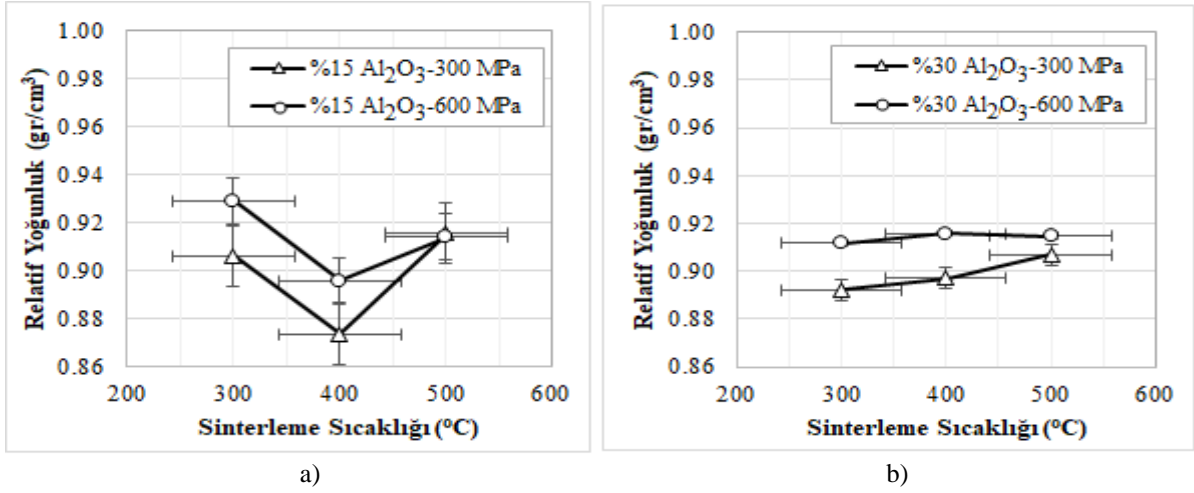 1.00
0.98
0.96
0.94
0.92
0.90
0.88
0.86
200 300 400 500 600
Relatif Yoğunluk (gr/cm³)
Sinterleme Sıcaklığı (ºC)
%15 Al₂O₃-300 MPa
%15 Al₂O₃-600 MPa
a)
1.00
0.98
0.96
0.94
0.92
0.90
0.88
0.86
200 300 400 500 600
Relatif Yoğunluk (gr/cm³)
Sinterleme Sıcaklığı (ºC)
%30 Al₂O₃-300 MPa
%30 Al₂O₃-600 MPa
b)